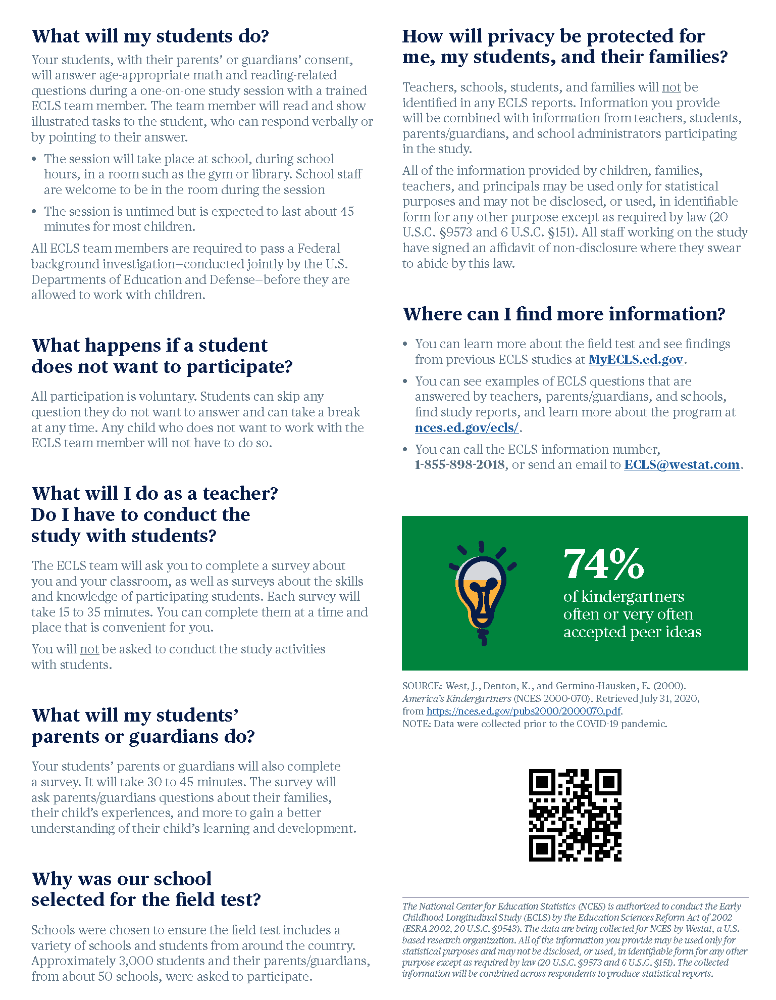 What will my students do?
Your students, with their parents’ or guardians’ consent,
will answer age-appropriate math and reading-related
questions during a one-on-one study session with a trained
ECLS team member. The team member will read and show
illustrated tasks to the student, who can respond verbally or
by pointing to their answer.
• The session will take place at school, during school
hours, in a room such as the gym or library. School staff
are welcome to be in the room during the session
• The session is untimed but is expected to last about 45
minutes for most children.
All ECLS team members are required to pass a Federal
background investigation—conducted jointly by the U.S.
Departments of Education and Defense—before they are
allowed to work with children.
What happens if a student
does not want to participate?
All participation is voluntary. Students can skip any
question they do not want to answer and can take a break
at any time. Any child who does not want to work with the
ECLS team member will not have to do so.
What will I do as a teacher?
Do I have to conduct the
study with students?
The ECLS team will ask you to complete a survey about
you and your classroom, as well as surveys about the skills
and knowledge of participating students. Each survey will
take 15 to 35 minutes. You can complete them at a time and
place that is convenient for you.
You will not be asked to conduct the study activities
with students.
What will my students’
parents or guardians do?
Your students’ parents or guardians will also complete
a survey. It will take 30 to 45 minutes. The survey will
ask parents/guardians questions about their families,
their child’s experiences, and more to gain a better
understanding of their child’s learning and development.
Why was our school
selected for the field test?
Schools were chosen to ensure the field test includes a
variety of schools and students from around the country.
Approximately 3,000 students and their parents/guardians,
from about 50 schools, were asked to participate.
How will privacy be protected for
me, my students, and their families?
Teachers, schools, students, and families will not be
identified in any ECLS reports. Information you provide
will be combined with information from teachers, students,
parents/guardians, and school administrators participating
in the study.
All of the information provided by children, families,
teachers, and principals may be used only for statistical
purposes and may not be disclosed, or used, in identifiable
form for any other purpose except as required by law (20
U.S.C. §9573 and 6 U.S.C. §151). All staff working on the study
have signed an affidavit of non-disclosure where they swear
to abide by this law.
Where can I find more information?
• You can learn more about the field test and see findings
from previous ECLS studies at MyECLS.ed.gov.
• You can see examples of ECLS questions that are
answered by teachers, parents/guardians, and schools,
find study reports, and learn more about the program at
nces.ed.gov/ecls/.
• You can call the ECLS information number,
1-855-898-2018, or send an email to ECLS@westat.com.
74%
of kindergartners
often or very often
accepted peer ideas
SOURCE: West, J., Denton, K., and Germino-Hausken, E. (2000).
America’s Kindergartners (NCES 2000-070). Retrieved July 31, 2020,
from https://nces.ed.gov/pubs2000/2000070.pdf.
NOTE: Data were collected prior to the COVID-19 pandemic.
The National Center for Education Statistics (NCES) is authorized to conduct the Early
Childhood Longitudinal Study (ECLS) by the Education Sciences Reform Act of 2002
(ESRA 2002, 20 U.S.C. §9543). The data are being collected for NCES by Westat, a U.S.-
based research organization. All of the information you provide may be used only for
statistical purposes and may not be disclosed, or used, in identifiable form for any other
purpose except as required by law (20 U.S.C. §9573 and 6 U.S.C. §151). The collected
information will be combined across respondents to produce statistical reports.